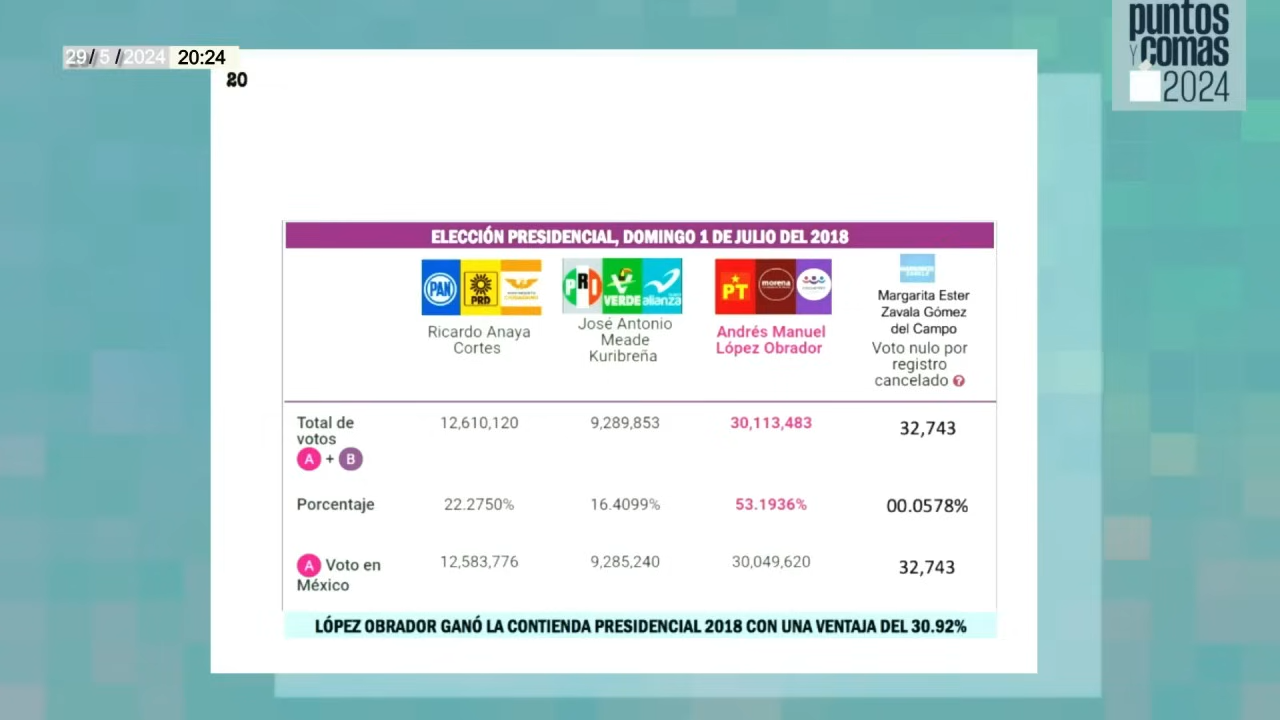 puntos
Y comas
2024
29/ 5 /2024 20:24
20
ELECCIÓN PRESIDENCIAL, DOMINGO 1 DE JULIO DEL 2018
PAN PRD
PRI VERDE alianza
PT morena
Ricardo Anaya
Cortes
José Antonio
Meade
Kuribreña
Andrés Manuel
López Obrador
Margarita Ester
Zavala Gómez
del Campo
Voto nulo por
registro
cancelado ?
Total de
votos
A + B
12,610,120 9,289,853 30,113,483 32,743
Porcentaje 22.2750% 16.4099% 53.1936% 00.0578%
A Voto en
México
12,583,776 9,285,240 30,049,620 32,743
LÓPEZ OBRADOR GANÓ LA CONTIENDA PRESIDENCIAL 2018 CON UNA VENTAJA DEL 30.92%